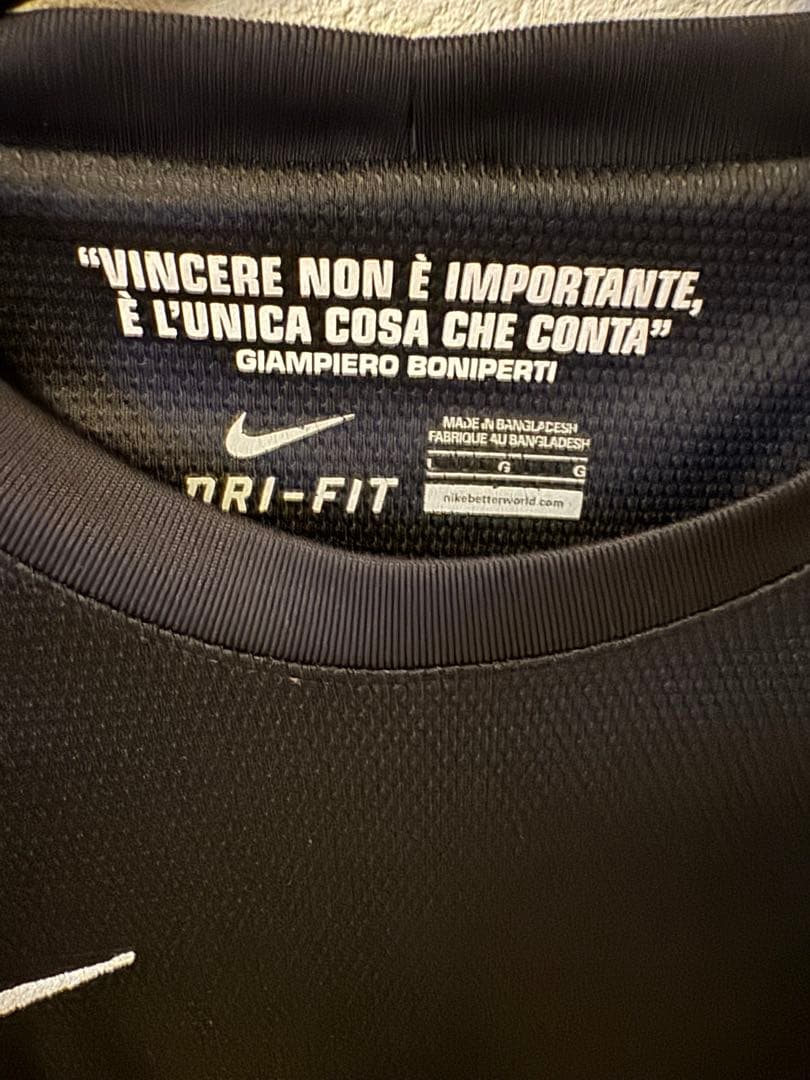 “VINCERE NON È IMPORTANTE,
È L’UNICA COSA CHE CONTA”
GIAMPIERO BONIPERTI
MADE IN BANGLADESH
FABRIQUE AU BANGLADESH
G G
DRI-FIT
nikebetterworld.com